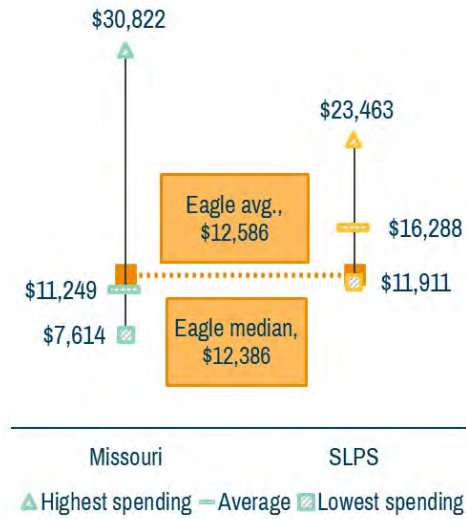 $30,822
$23,463
Eagle avg.,
$12,586
$16,288
$11,249
$11,911
$7,614
Eagle median,
$12,386
Missouri
SLPS
Highest spending
Average
Lowest spending